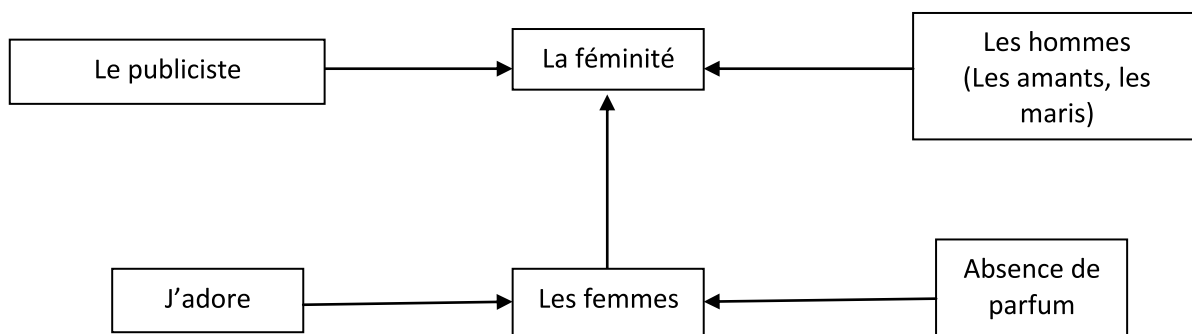 Le publiciste
La féminité
Les hommes
(Les amants, les
maris)
J’adore
Les femmes
Absence de
parfum